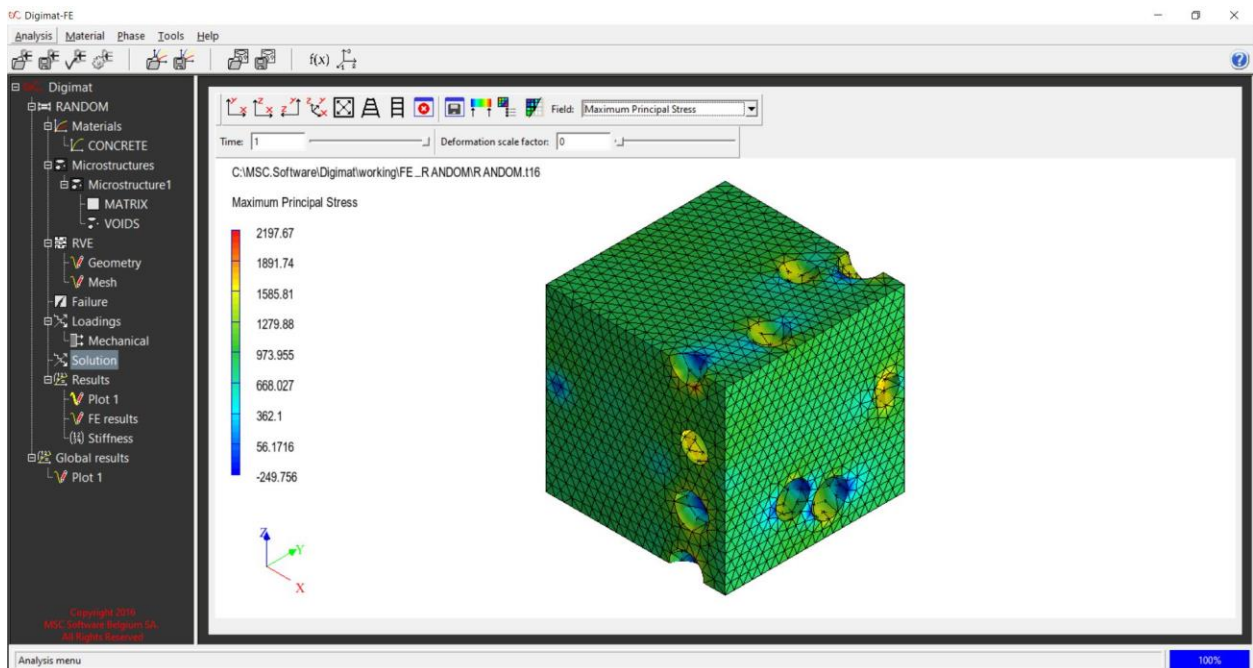 Digimat-FE
Analysis Material Phase Tools Help
f(x)
Digimat
RANDOM
Materials
CONCRETE
Microstructures
Microstructure1
MATRIX
VOIDS
RVE
Geometry
Mesh
Failure
Loadings
Mechanical
Solution
Results
Plot 1
FE results
Stiffness
Global results
Plot 1
Copyright 2016
MSC Software Belgium SA.
All Rights Reserved
Field: Maximum Principal Stress
Time: 1 Deformation scale factor: 0
C:\MSC.Software\Digimat\working\FE_R ANDOM\R ANDOM.t16
Maximum Principal Stress
2197.67
1891.74
1585.81
1279.88
973.955
668.027
362.1
56.1716
-249.756
Z
Y
X
Analysis menu
100%